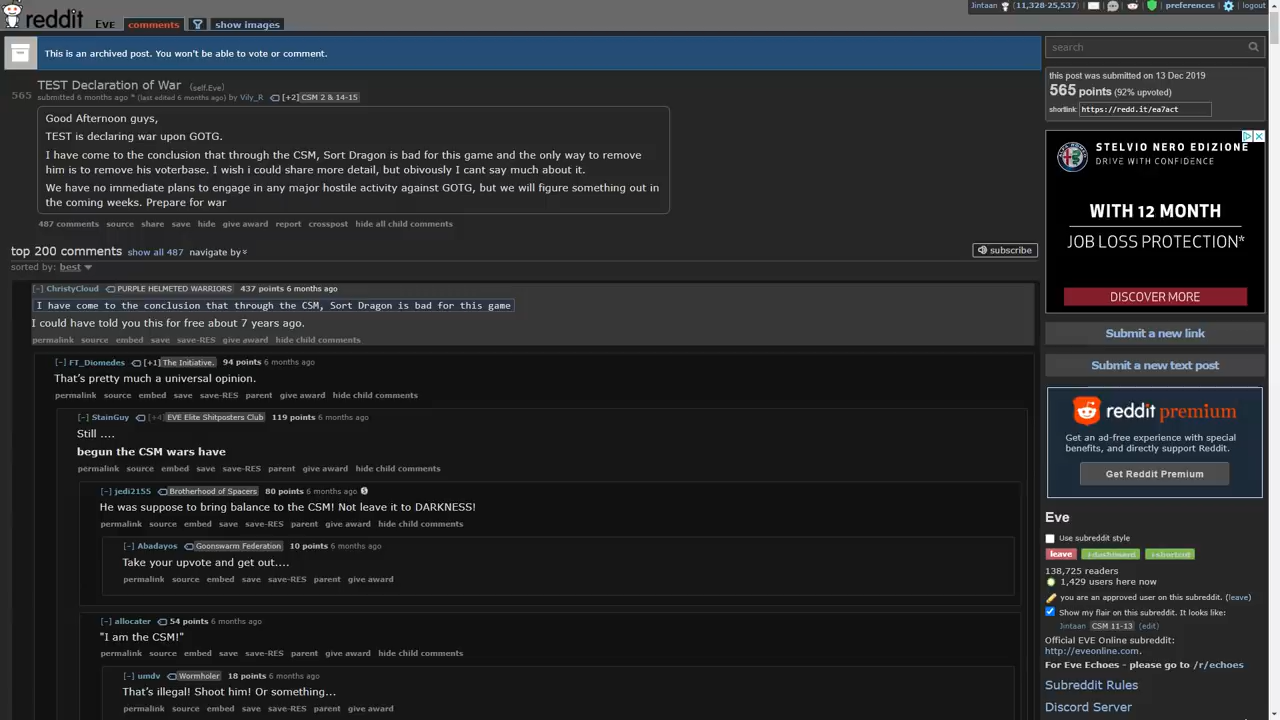 reddit Eve comments show images
Jintaan (11,328·25,537) preferences logout
This is an archived post. You won't be able to vote or comment.
search
565
TEST Declaration of War (self.Eve)
submitted 6 months ago * (last edited 6 months ago) by Vily_R [+2] CSM 2 & 14-15
Good Afternoon guys,
TEST is declaring war upon GOTG.
I have come to the conclusion that through the CSM, Sort Dragon is bad for this game and the only way to remove
him is to remove his voterbase. I wish i could share more detail, but obivously I cant say much about it.
We have no immediate plans to engage in any major hostile activity against GOTG, but we will figure something out in
the coming weeks. Prepare for war
487 comments source share save hide give award report crosspost hide all child comments
top 200 comments show all 487 navigate by
subscribe
sorted by: best
[–] ChristyCloud PURPLE HELMETED WARRIORS 437 points 6 months ago
I have come to the conclusion that through the CSM, Sort Dragon is bad for this game
I could have told you this for free about 7 years ago.
permalink source embed save save-RES give award hide child comments
[–] FT_Diomedes [+1] The Initiative. 94 points 6 months ago
That's pretty much a universal opinion.
permalink source embed save save-RES parent give award hide child comments
[–] StainGuy [+4] EVE Elite Shitposters Club 119 points 6 months ago
Still ....
begun the CSM wars have
permalink source embed save save-RES parent give award hide child comments
[–] jedi2155 Brotherhood of Spacers 80 points 6 months ago
He was suppose to bring balance to the CSM! Not leave it to DARKNESS!
permalink source embed save save-RES parent give award hide child comments
[–] Abadayos Goonswarm Federation 10 points 6 months ago
Take your upvote and get out....
permalink source embed save save-RES parent give award
[–] allocater 54 points 6 months ago
"I am the CSM!"
permalink source embed save save-RES parent give award hide child comments
[–] umdv Wormholer 18 points 6 months ago
That's illegal! Shoot him! Or something...
permalink source embed save save-RES parent give award
this post was submitted on 13 Dec 2019
565 points (92% upvoted)
shortlink: https://redd.it/ea7act
STELVIO NERO EDIZIONE
DRIVE WITH CONFIDENCE
WITH 12 MONTH
JOB LOSS PROTECTION*
DISCOVER MORE
Submit a new link
Submit a new text post
reddit premium
Get an ad-free experience with special
benefits, and directly support Reddit.
Get Reddit Premium
Eve
Use subreddit style
leave +dashboard +shortcut
138,725 readers
1,429 users here now
you are an approved user on this subreddit. (leave)
Show my flair on this subreddit. It looks like:
Jintaan CSM 11-13 (edit)
Official EVE Online subreddit:
http://eveonline.com.
For Eve Echoes - please go to /r/echoes
Subreddit Rules
Discord Server